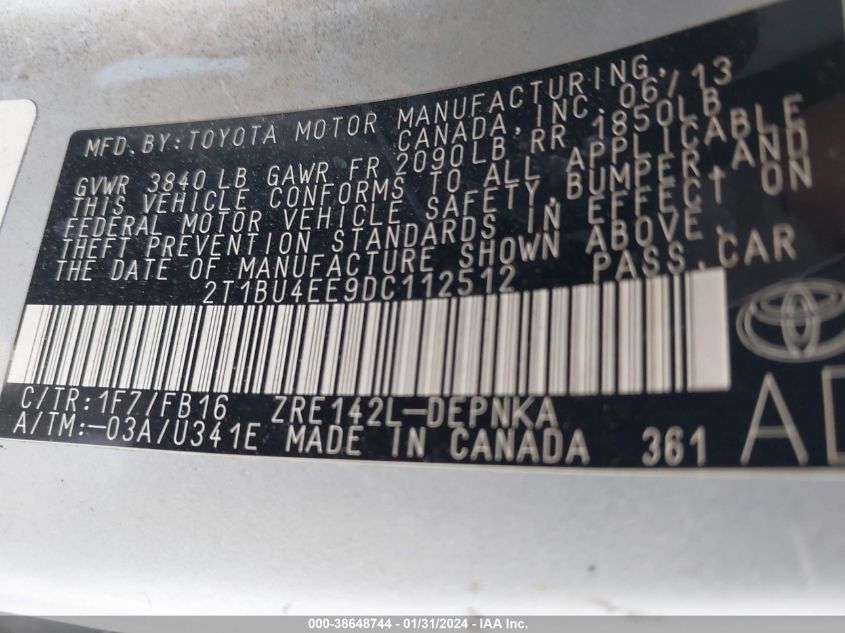 MFD. BY: TOYOTA MOTOR MANUFACTURING,
CANADA, INC. 06/13
GVWR 3840 LB GAWR FR 2090LB, RR 1850LB
THIS VEHICLE CONFORMS TO ALL APPLICABLE
FEDERAL MOTOR VEHICLE SAFETY, BUMPER, AND
THEFT PREVENTION STANDARDS IN EFFECT ON
THE DATE OF MANUFACTURE SHOWN ABOVE.
2T1BU4EE9DC112512 PASS. CAR
C/TR: 1F7/FB16 ZRE142L-DEPNKA
A/TM: -03A/U341E MADE IN CANADA 361
000-38648744 - 01/31/2024 - IAA Inc.